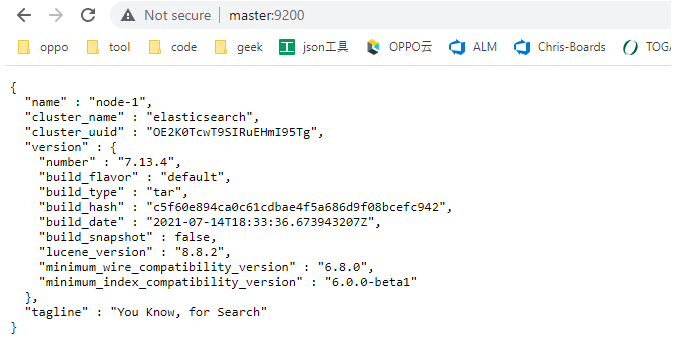 Not secure | master:9200
oppo tool code geek json工具 OPPO云 ALM Chris-Boards TOGA
{
  "name" : "node-1",
  "cluster_name" : "elasticsearch",
  "cluster_uuid" : "OE2K0TcwT9SIRuEHmI95Tg",
  "version" : {
    "number" : "7.13.4",
    "build_flavor" : "default",
    "build_type" : "tar",
    "build_hash" : "c5f60e894ca0c61cdbae4f5a686d9f08bcefc942",
    "build_date" : "2021-07-14T18:33:36.673943207Z",
    "build_snapshot" : false,
    "lucene_version" : "8.8.2",
    "minimum_wire_compatibility_version" : "6.8.0",
    "minimum_index_compatibility_version" : "6.0.0-beta1"
  },
  "tagline" : "You Know, for Search"
}